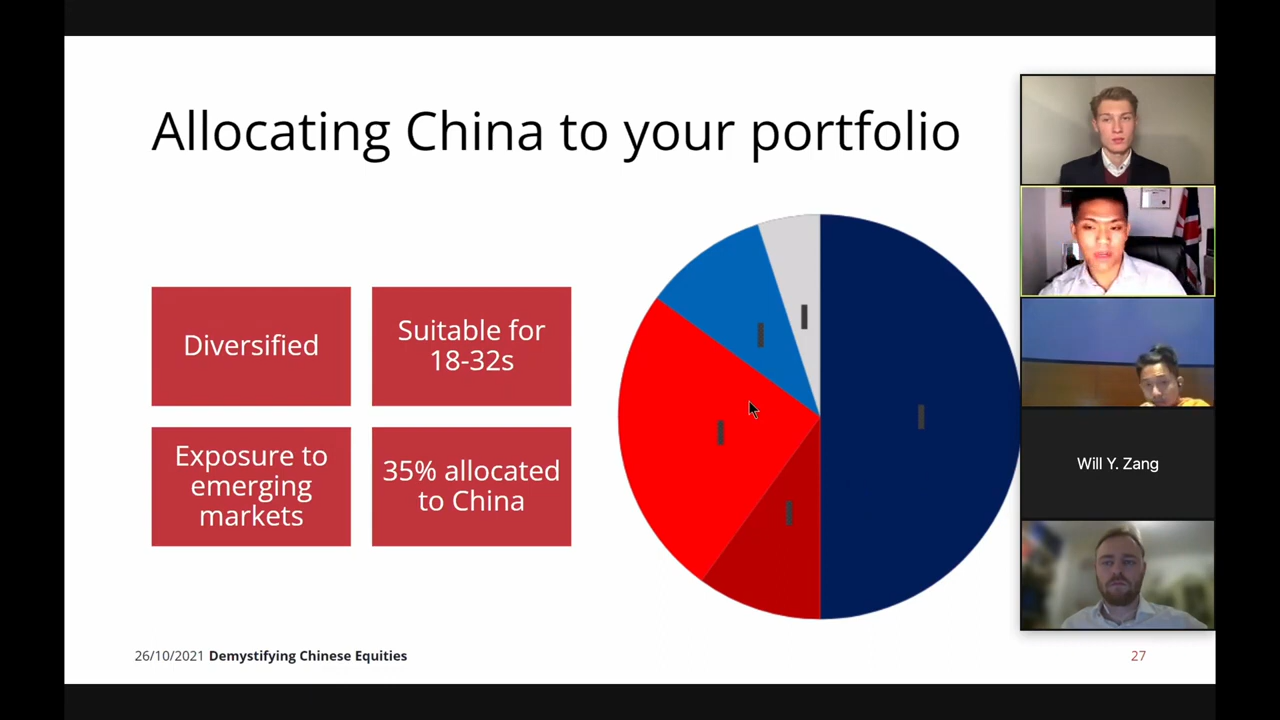 Allocating China to your portfolio
Diversified
Suitable for
18-32s
Exposure to
emerging
markets
35% allocated
to China
Will Y. Zang
26/10/2021 Demystifying Chinese Equities
27